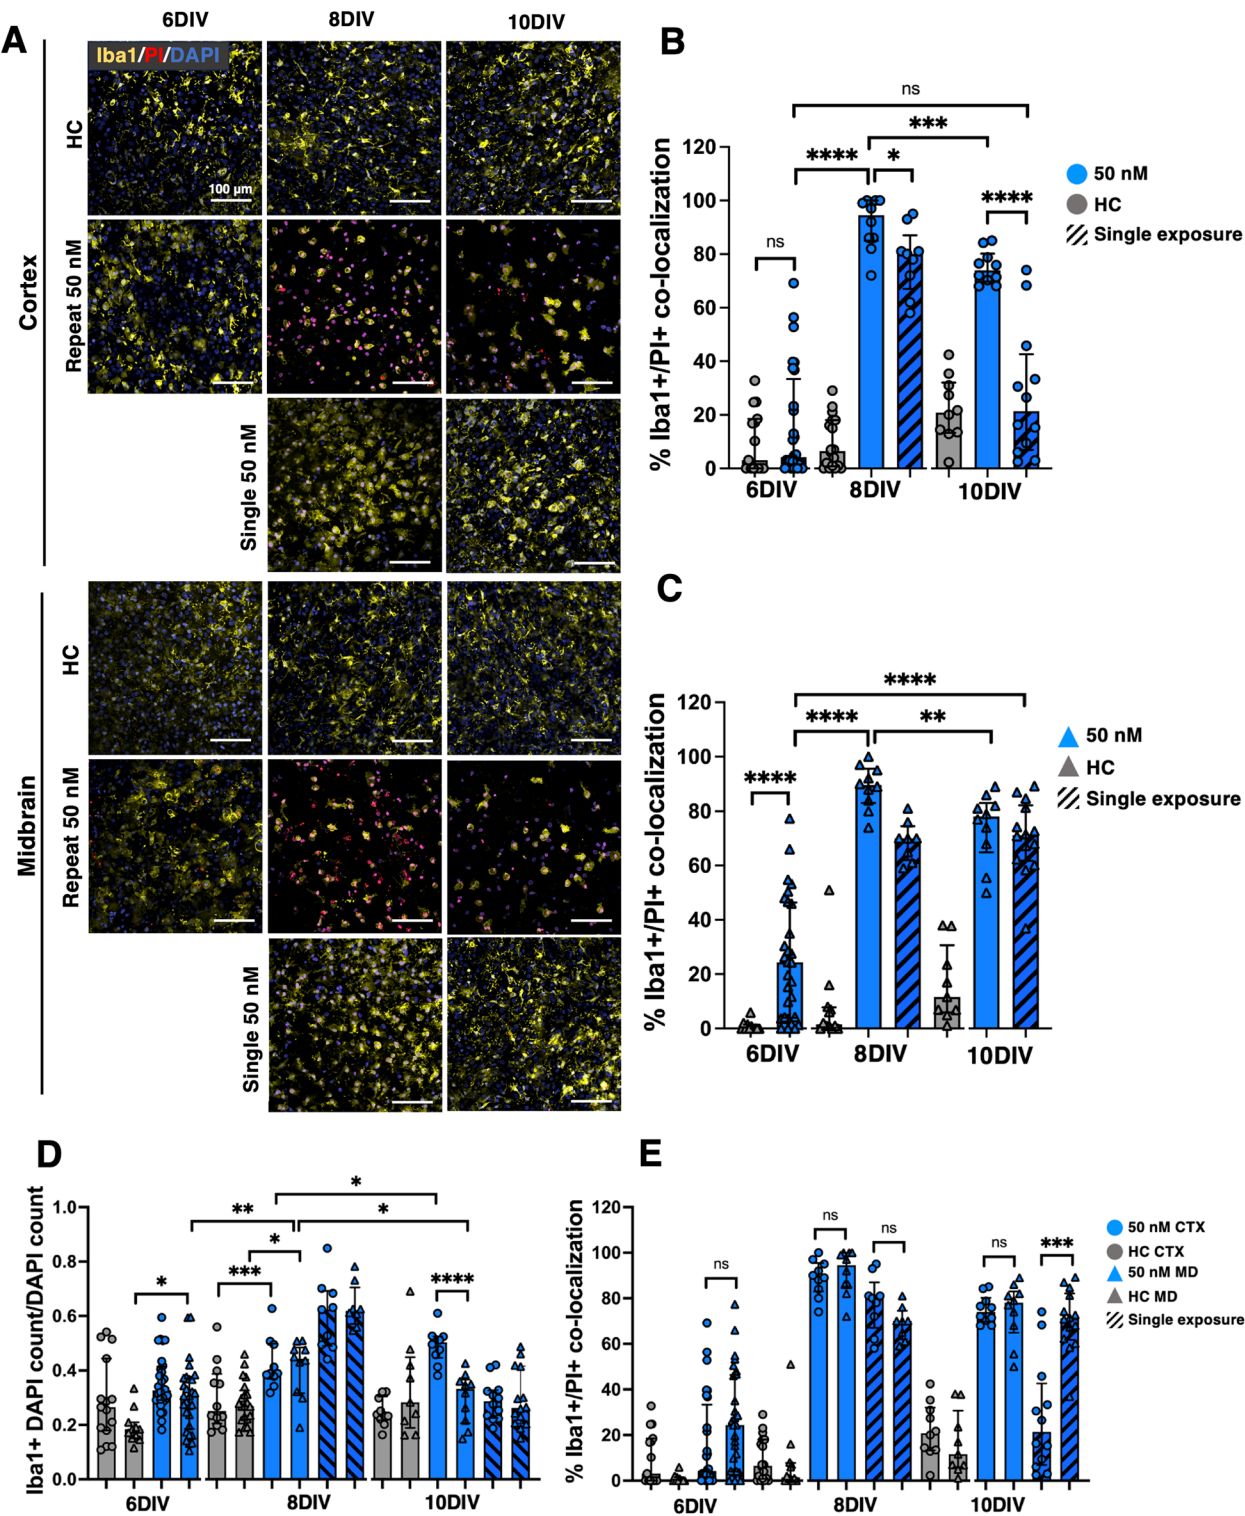 A
6DIV
8DIV
10DIV
Iba1/PI/DAPI
Cortex
HC
100 µm
Repeat 50 nM
Single 50 nM
Midbrain
HC
Repeat 50 nM
Single 50 nM
B
% Iba1+/PI+ co-localization
120
100
80
60
40
20
0
ns
***
**** *
****
ns
6DIV
8DIV
10DIV
50 nM
HC
Single exposure
C
% Iba1+/PI+ co-localization
120
100
80
60
40
20
0
****
**** **
****
6DIV
8DIV
10DIV
50 nM
HC
Single exposure
D
Iba1+ DAPI count/DAPI count
1.0
0.8
0.6
0.4
0.2
0.0
*
** *
*
*** ****
*
6DIV
8DIV
10DIV
E
% Iba1+/PI+ co-localization
120
100
80
60
40
20
0
ns
ns
ns
ns
***
6DIV
8DIV
10DIV
50 nM CTX
HC CTX
50 nM MD
HC MD
Single exposure